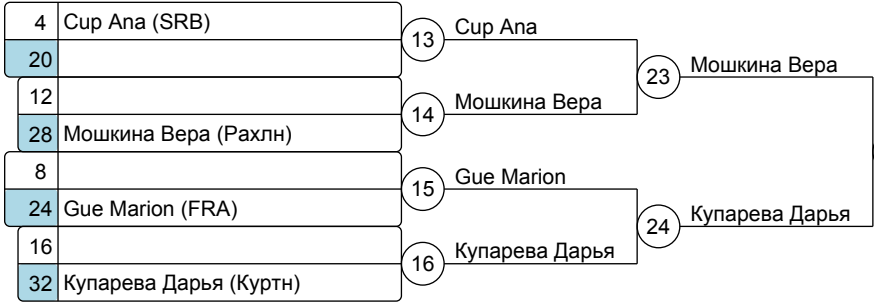 4 Cup Ana (SRB)
20
13 Cup Ana
12
28 Мошкина Вера (Рахлн)
14 Мошкина Вера
23 Мошкина Вера
8
24 Gue Marion (FRA)
15 Gue Marion
16
32 Купарева Дарья (Куртн)
16 Купарева Дарья
24 Купарева Дарья